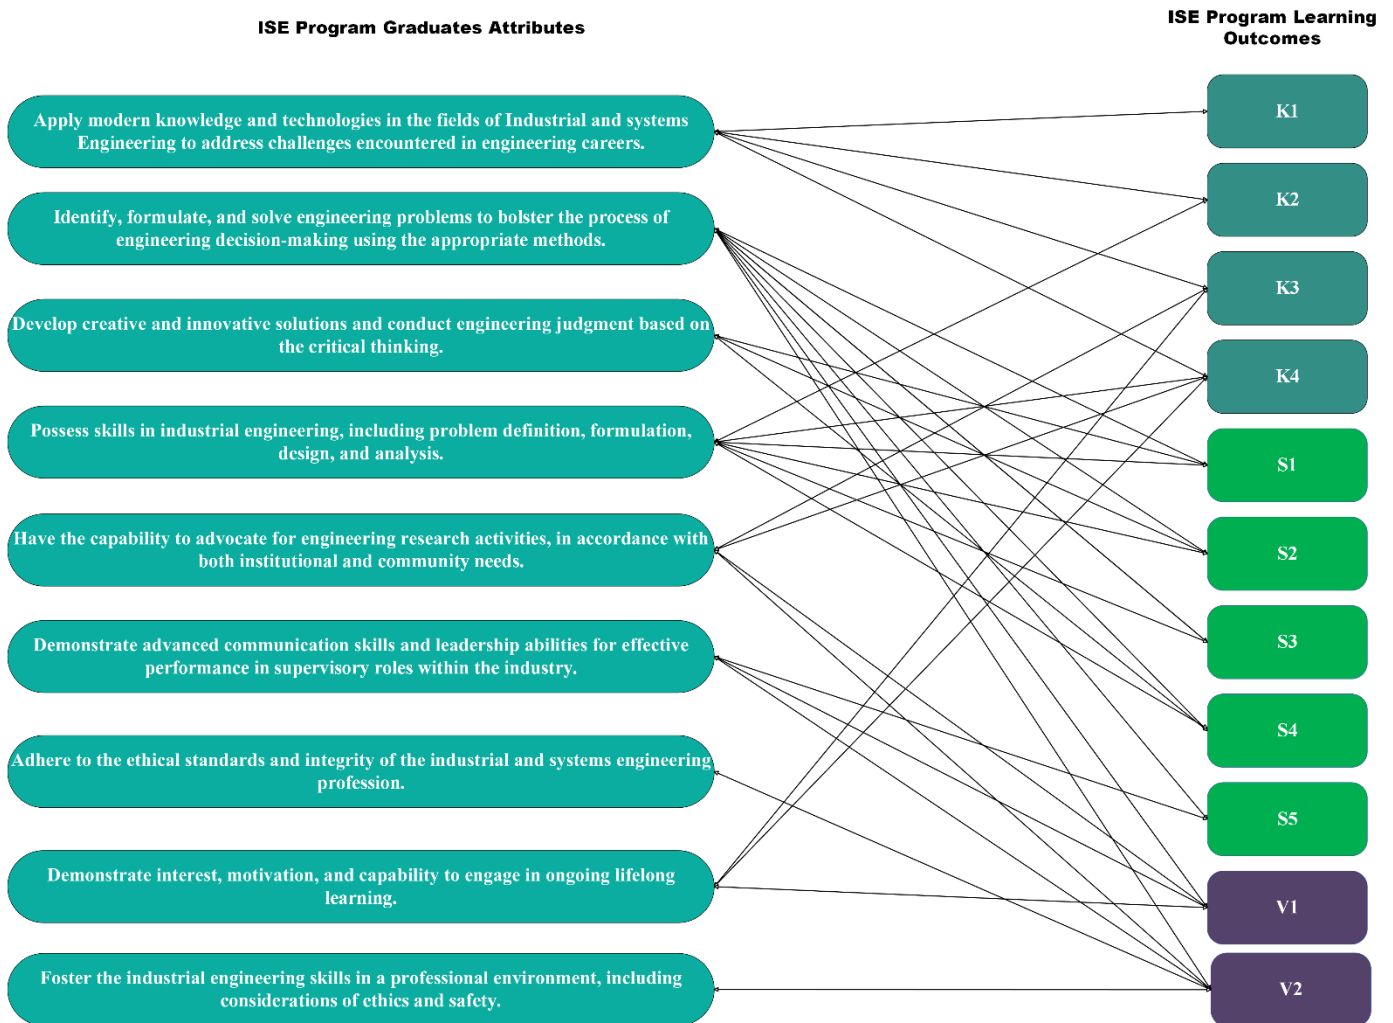 ISE Program Graduates Attributes
ISE Program Learning
Outcomes
Apply modern knowledge and technologies in the fields of Industrial and systems
Engineering to address challenges encountered in engineering careers.
Identify, formulate, and solve engineering problems to bolster the process of
engineering decision-making using the appropriate methods.
Develop creative and innovative solutions and conduct engineering judgment based on
the critical thinking.
Possess skills in industrial engineering, including problem definition, formulation,
design, and analysis.
Have the capability to advocate for engineering research activities, in accordance with
both institutional and community needs.
Demonstrate advanced communication skills and leadership abilities for effective
performance in supervisory roles within the industry.
Adhere to the ethical standards and integrity of the industrial and systems engineering
profession.
Demonstrate interest, motivation, and capability to engage in ongoing lifelong
learning.
Foster the industrial engineering skills in a professional environment, including
considerations of ethics and safety.
K1
K2
K3
K4
S1
S2
S3
S4
S5
V1
V2